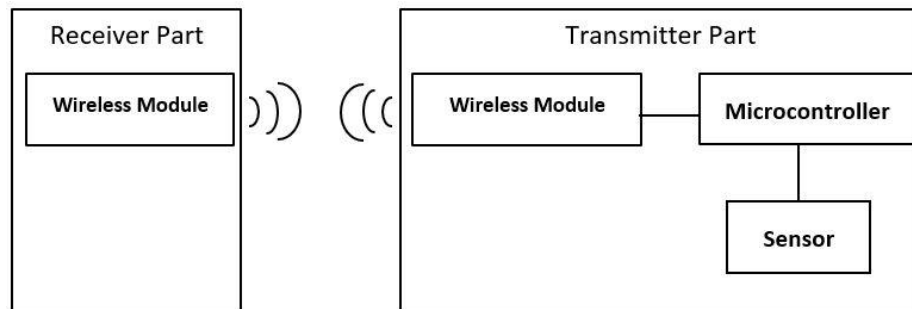 Receiver Part
Transmitter Part
Wireless Module
Wireless Module
Microcontroller
Sensor